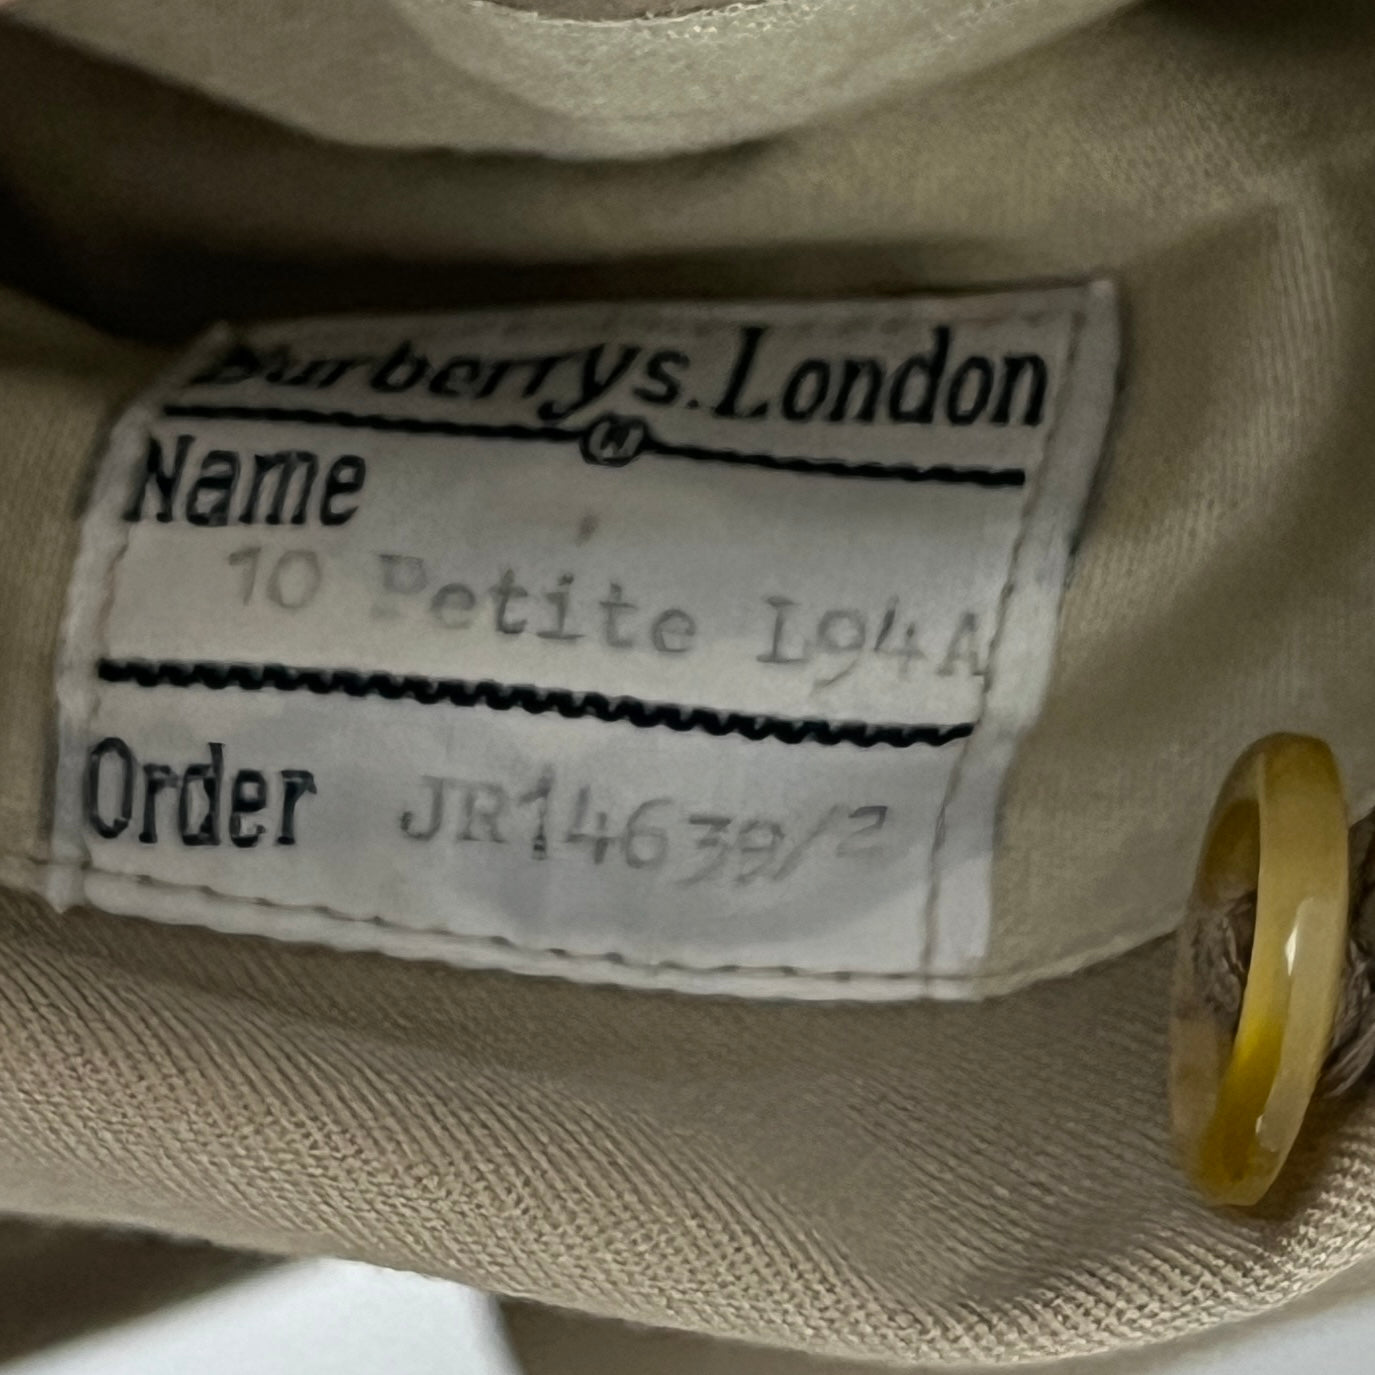 Burberrys. London
Name
10 Petite L94A
Order JR14639/2